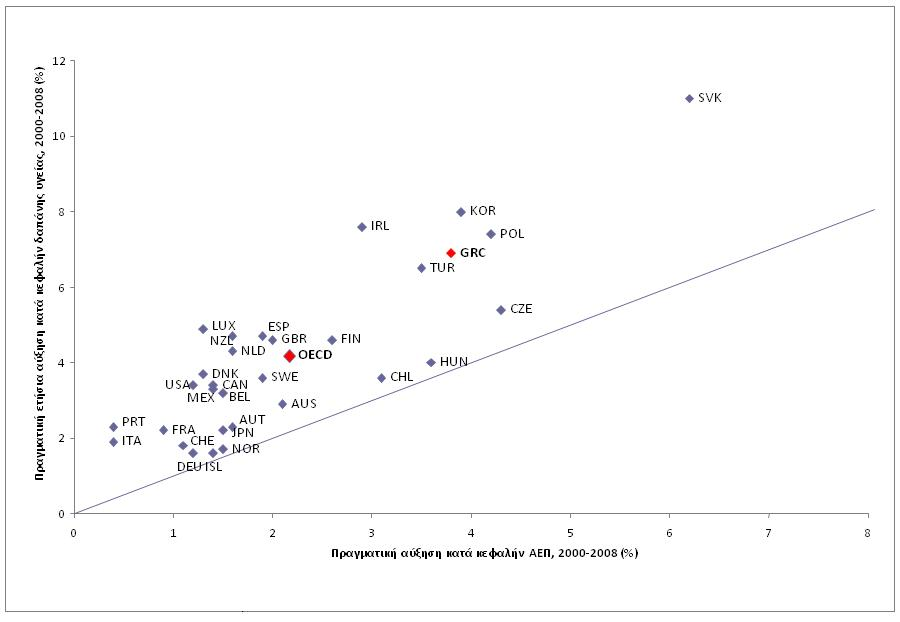 Πραγματική ετήσια αύξηση κατά κεφαλήν δαπάνης υγείας, 2000-2008 (%)
12
10
8
6
4
2
0
SVK
KOR
IRL
POL
GRC
TUR
CZE
LUX
ESP
NZL
GBR
FIN
NLD
OECD
HUN
DNK
SWE
CHL
USA
CAN
MEX
BEL
AUS
PRT
AUT
FRA
JPN
ITA
CHE
NOR
DEU
ISL
0 1 2 3 4 5 6 7 8
Πραγματική αύξηση κατά κεφαλήν ΑΕΠ, 2000-2008 (%)